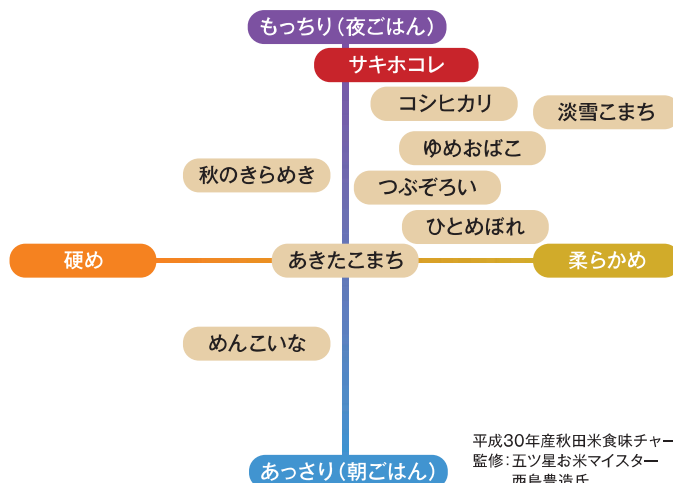 もっちり（夜ごはん）
サキホコレ
コシヒカリ
淡雪こまち
ゆめおばこ
秋のきらめき
つぶぞろい
ひとめぼれ
硬め
あきたこまち
柔らかめ
めんこいな
平成30年産秋田米食味チャー
監修：五ツ星お米マイスター
あっさり（朝ごはん）
西島豊造氏